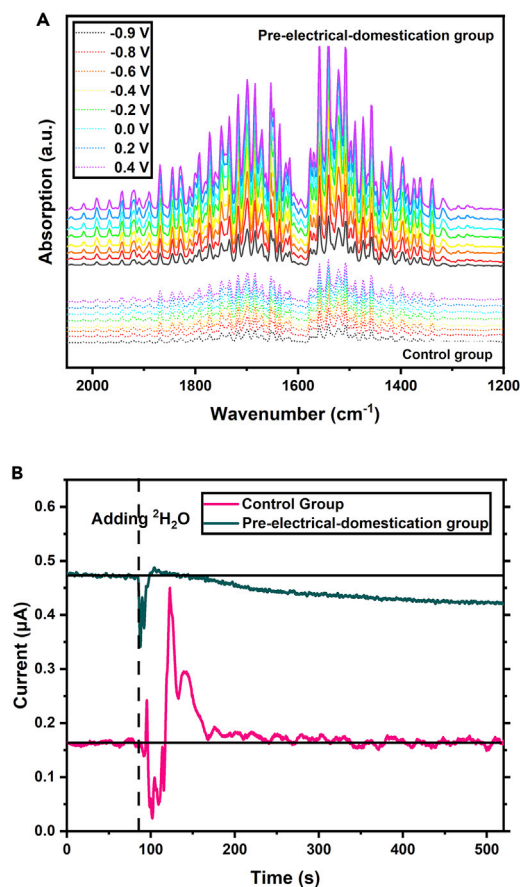 A
Pre-electrical-domestication group
-0.9 V
-0.8 V
-0.6 V
-0.4 V
-0.2 V
0.0 V
0.2 V
0.4 V
Absorption (a.u.)
Control group
2000 1800 1600 1400 1200
Wavenumber (cm⁻¹)
B
0.6
0.5
0.4
0.3
0.2
0.1
0.0
Control Group
Pre-electrical-domestication group
Adding ²H₂O
Current (μA)
0 100 200 300 400 500
Time (s)